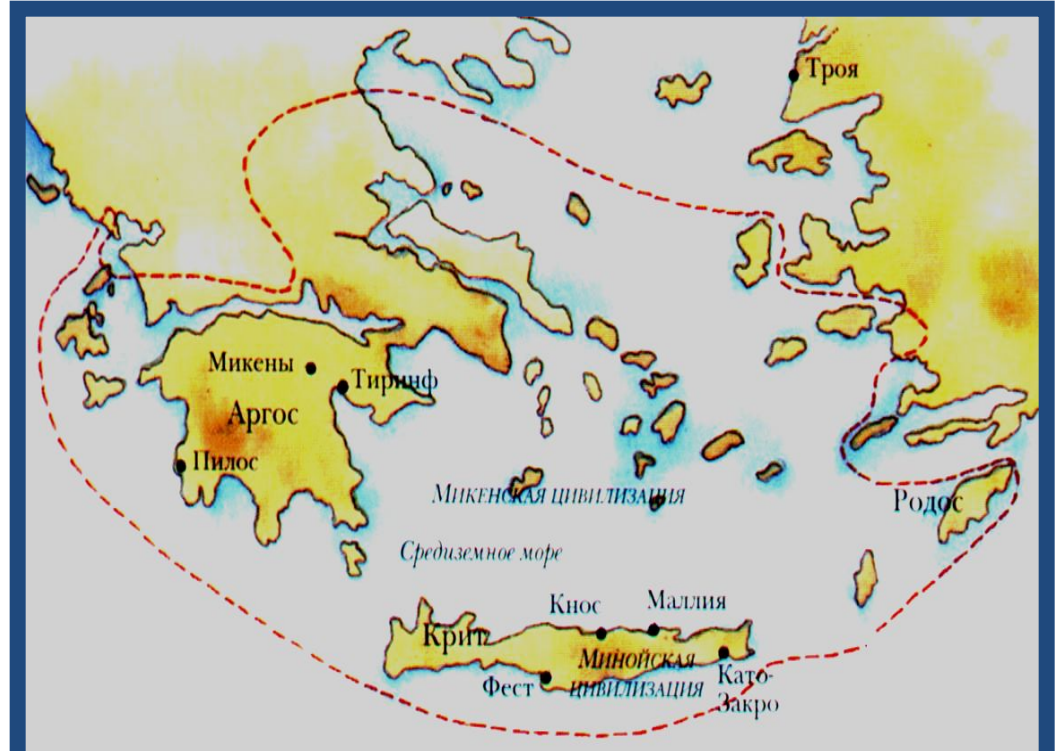 Троя
Микены
Тиринф
Аргос
Пилос
Микенская цивилизация
Родос
Средиземное море
Кнос
Маллия
Крит
Минойская
цивилизация
Фест
Като-
Закро